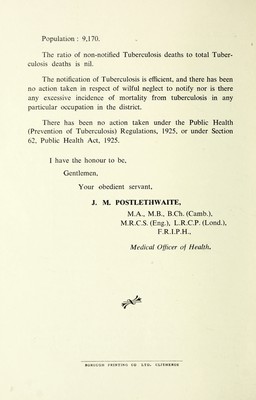 Population : 9,170.
The ratio of non-notified Tuberculosis deaths to total Tuber-
culosis deaths is nil.
The notification of Tuberculosis is efficient, and there has been
no action taken in respect of wilful neglect to notify nor is there
any excessive incidence of mortality from tuberculosis in any
particular occupation in the district.
There has been no action taken under the Public Health
(Prevention of Tuberculosis) Regulations, 1925, or under Section
62, Public Health Act, 1925.
I have the honour to be,
Gentlemen,
Your obedient servant,
J. M. POSTLETHWAITE,
M.A., M.B., B.Ch. (Camb.),
M.R.C.S. (Eng.), L.R.C.P. (Lond.),
F.R.I.P.H.,
Medical Officer of Health.
PRINTING CO LTD. CLITHEROE